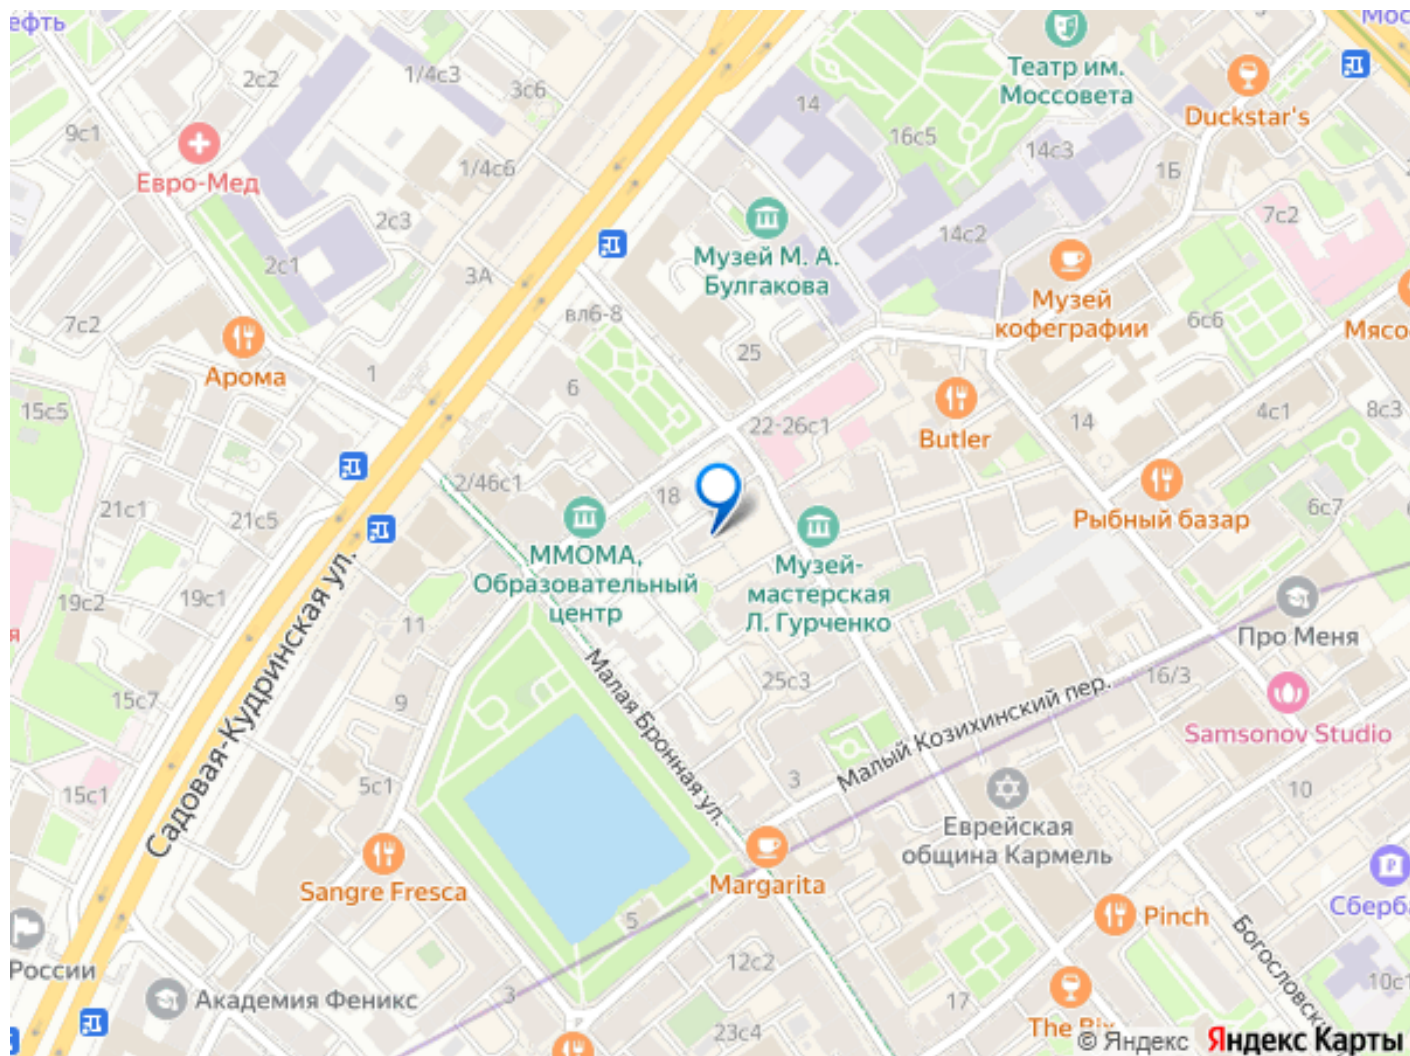 ефть
2с2
1/4с3
3с6
9с1
Евро-Мед
1/4с6
2с3
2с1
3А
7с2
Арома
1
вл6-8
6
25
14
16с5
Театр им.
Моссовета
Duckstar's
14с3
1Б
7с2
Музей М. А.
Булгакова
14с2
Музей
кофеграфии
6с6
Мясо
15с5
22-26с1
Butler
14
4с1
8с3
2/46с1
18
21с1
21с5
Рыбный базар
6с7
ММОМА,
Образовательный
центр
Музей-
мастерская
Л. Гурченко
19с2
19с1
11
Про Меня
Садовая-Кудринская ул.
Малая Бронная ул.
25с3
16/3
Малый Козихинский пер.
15с7
9
Samsonov Studio
15с1
5с1
3
10
Еврейская
община Кармель
Sangre Fresca
Margarita
5
Pinch
Сберба
России
12с2
Богословски
Академия Феникс
3
17
10с1
23с4
The Bix
© Яндекс
Яндекс Карты